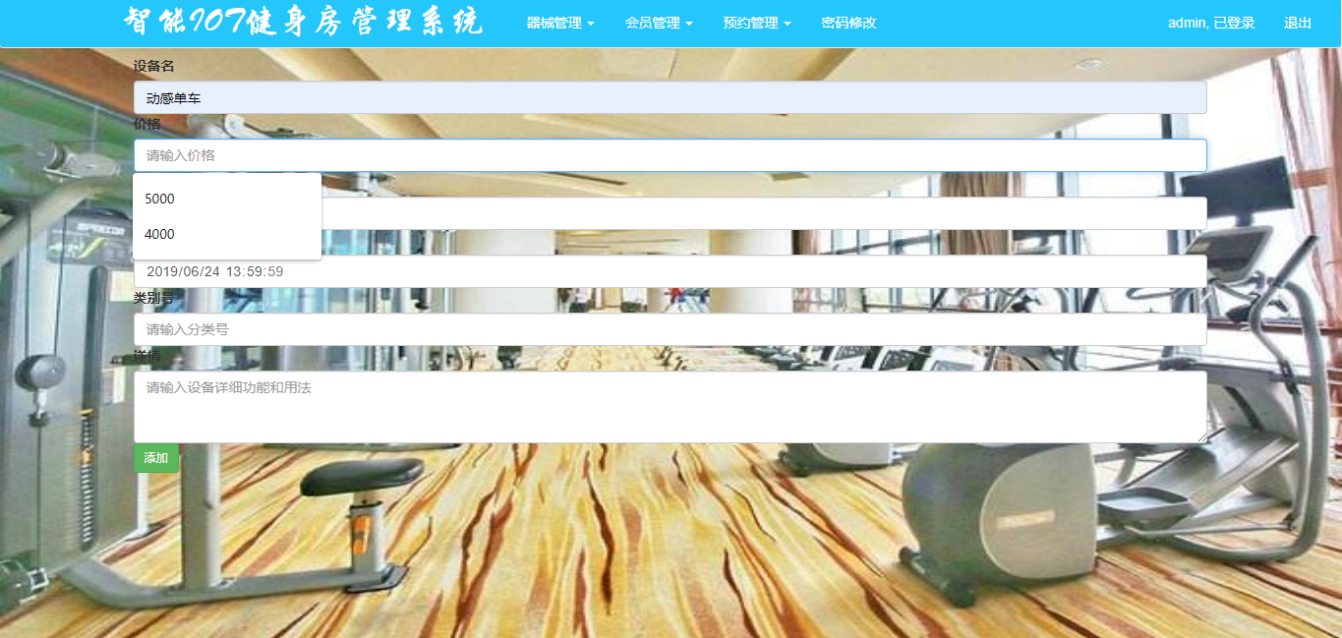 智能IOT健身房管理系统 器械管理 会员管理 预约管理 密码修改 admin, 已登录 退出
设备名
动感单车
价格
请输入价格
5000
4000
2019/06/24 13:59:59
类别号
请输入分类号
详情
请输入设备详细功能和用法
添加